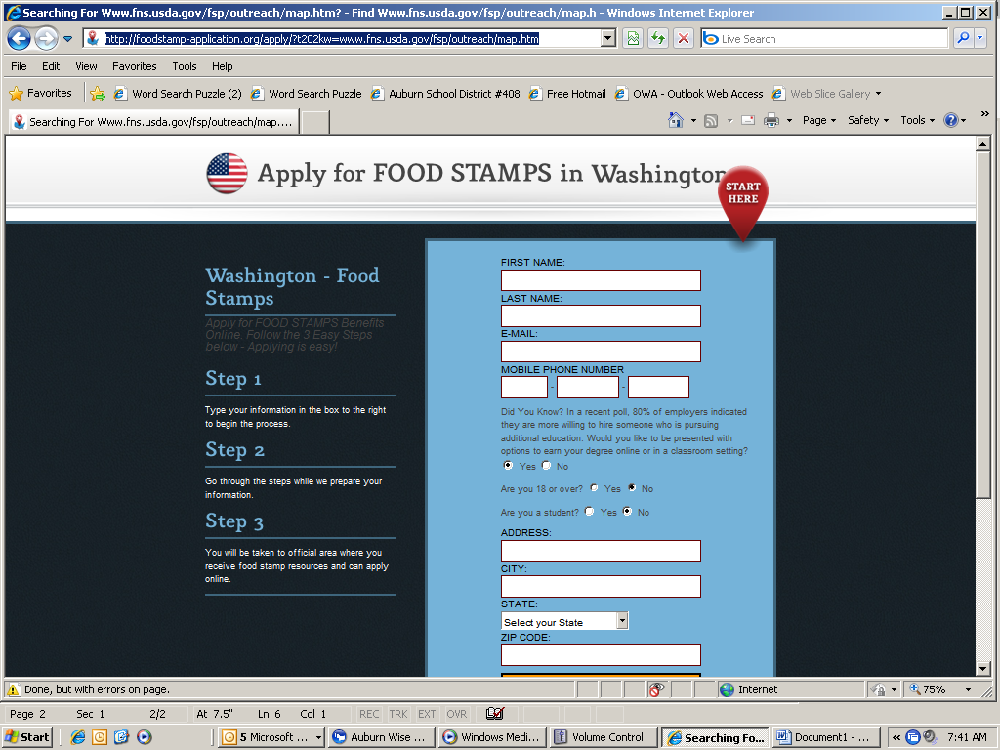 Searching For Www.fns.usda.gov/fsp/outreach/map.htm? - Find Www.fns.usda.gov/fsp/outreach/map.h - Windows Internet Explorer
http://foodstamp-application.org/apply/?t202kw=www.fns.usda.gov/fsp/outreach/map.htm
Live Search
File Edit View Favorites Tools Help
Favorites Word Search Puzzle (2) Word Search Puzzle Auburn School District #408 Free Hotmail OWA - Outlook Web Access Web Slice Gallery
Searching For Www.fns.usda.gov/fsp/outreach/map....
Page Safety Tools
Apply for FOOD STAMPS in Washington
START
HERE
Washington - Food
Stamps
Apply for FOOD STAMPS Benefits
Online. Follow the 3 Easy Steps
below - Applying is easy!
Step 1
Type your information in the box to the right
to begin the process.
Step 2
Go through the steps while we prepare your
information.
Step 3
You will be taken to official area where you
receive food stamp resources and can apply
online.
FIRST NAME:
LAST NAME:
E-MAIL:
MOBILE PHONE NUMBER
- -
Did You Know? In a recent poll, 80% of employers indicated
they are more willing to hire someone who is pursuing
additional education. Would you like to be presented with
options to earn your degree online or in a classroom setting?
Yes No
Are you 18 or over? Yes No
Are you a student? Yes No
ADDRESS:
CITY:
STATE:
Select your State
ZIP CODE:
Done, but with errors on page.
Internet
75%
Page 2 Sec 1 2/2 At 7.5" Ln 6 Col 1 REC TRK EXT OVR
Start
5 Microsoft ...
Auburn Wise ...
Windows Medi...
Volume Control
Searching Fo...
Document1 - ...
7:41 AM